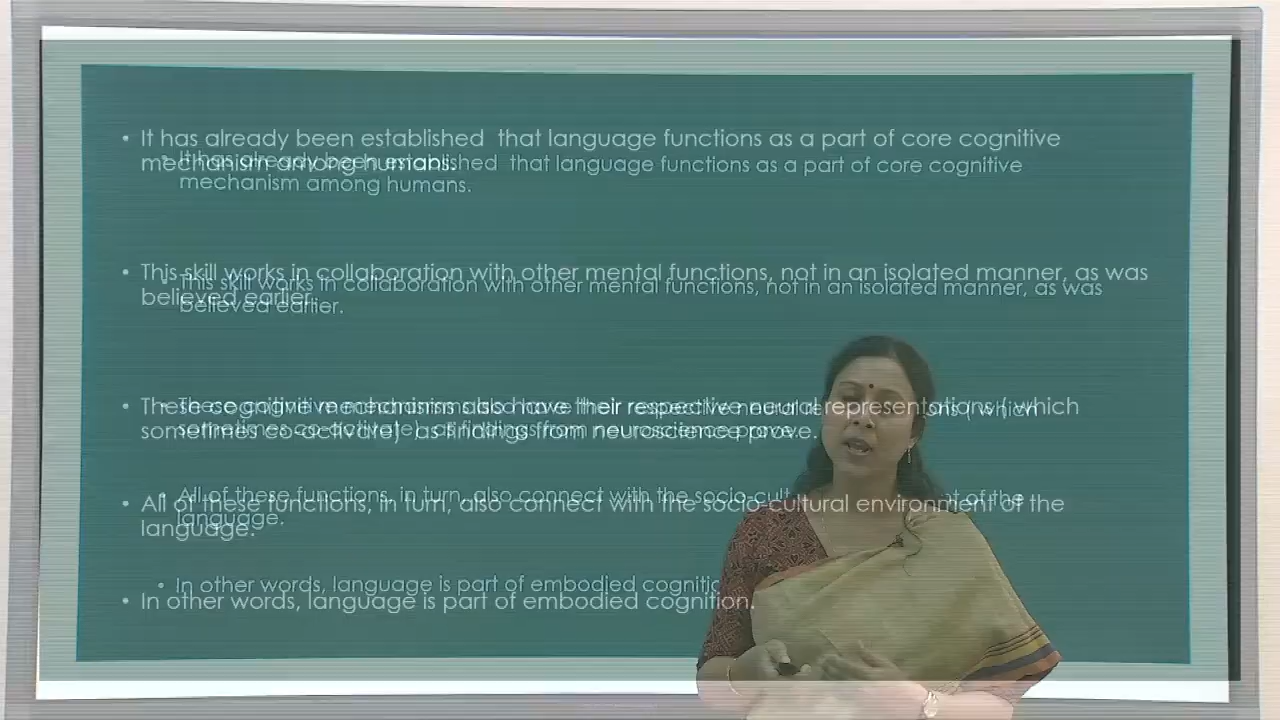 • It has already been established that language functions as a part of core cognitive
mechanism among humans.
• This skill works in collaboration with other mental functions, not in an isolated manner, as was
believed earlier.
• These cognitive mechanisms also have their respective neural representations ( which
sometimes co-activate) as findings from neuroscience prove.
• All of these functions, in turn, also connect with the socio-cultural environment of the
language.
• In other words, language is part of embodied cognition.